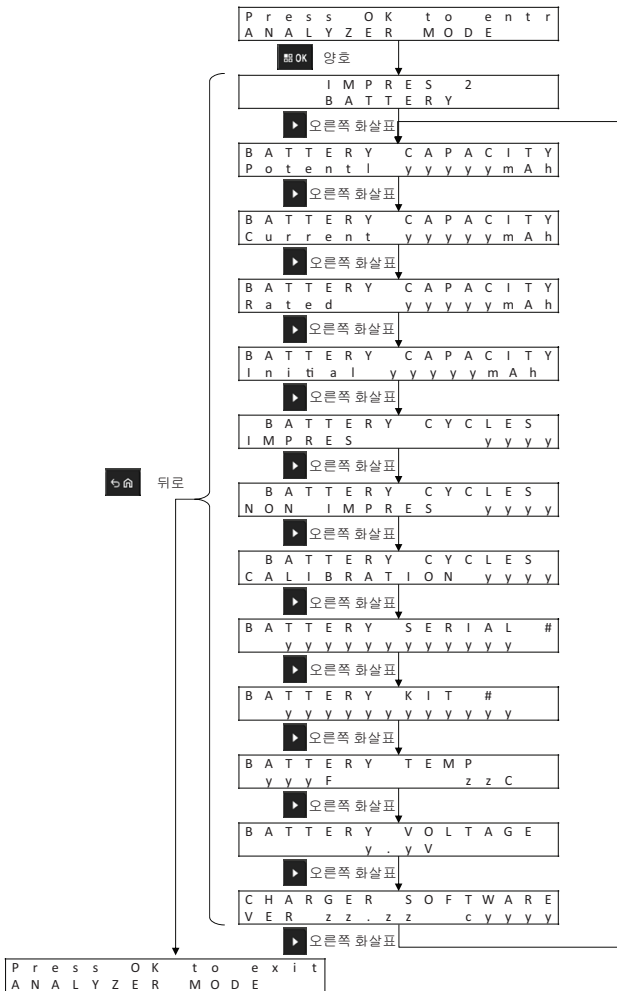 Press OK to entr
ANALYZER MODE
OK 양호
IMPRES 2
BATTERY
오른쪽 화살표
BATTERY CAPACITY
Potentl yyyyymAh
오른쪽 화살표
BATTERY CAPACITY
Current yyyyymAh
오른쪽 화살표
BATTERY CAPACITY
Rated yyyyymAh
오른쪽 화살표
BATTERY CAPACITY
Initial yyyyymAh
오른쪽 화살표
BATTERY CYCLES
IMPRES yyyy
오른쪽 화살표
뒤로
BATTERY CYCLES
NON IMPRES yyyy
오른쪽 화살표
BATTERY CYCLES
CALIBRATION yyyy
오른쪽 화살표
BATTERY SERIAL #
yyyyyyyyyyyy
오른쪽 화살표
BATTERY KIT #
yyyyyyyyyyyy
오른쪽 화살표
BATTERY TEMP
yyyF zzC
오른쪽 화살표
BATTERY VOLTAGE
y.yV
오른쪽 화살표
CHARGER SOFTWARE
VER zz.zz cyyyy
오른쪽 화살표
Press OK to exit
ANALYZER MODE